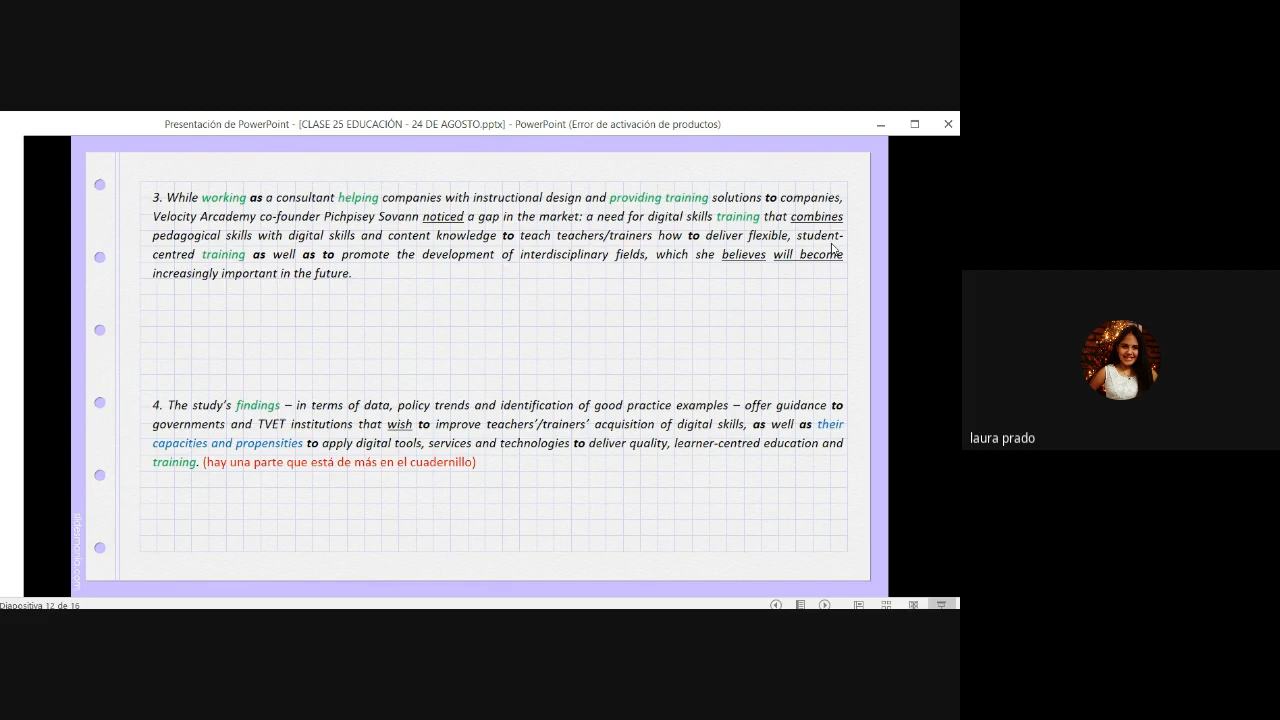 Presentación de PowerPoint - [CLASE 25 EDUCACIÓN - 24 DE AGOSTO.pptx] - PowerPoint (Error de activación de productos)
3. While working as a consultant helping companies with instructional design and providing training solutions to companies,
Velocity Arcademy co-founder Pichpisey Sovann noticed a gap in the market: a need for digital skills training that combines
pedagogical skills with digital skills and content knowledge to teach teachers/trainers how to deliver flexible, student-
centred training as well as to promote the development of interdisciplinary fields, which she believes will become
increasingly important in the future.
4. The study's findings – in terms of data, policy trends and identification of good practice examples – offer guidance to
governments and TVET institutions that wish to improve teachers'/trainers' acquisition of digital skills, as well as their
capacities and propensities to apply digital tools, services and technologies to deliver quality, learner-centred education and
training. (hay una parte que está de más en el cuadernillo)
laura prado
Diapositiva 12 de 16